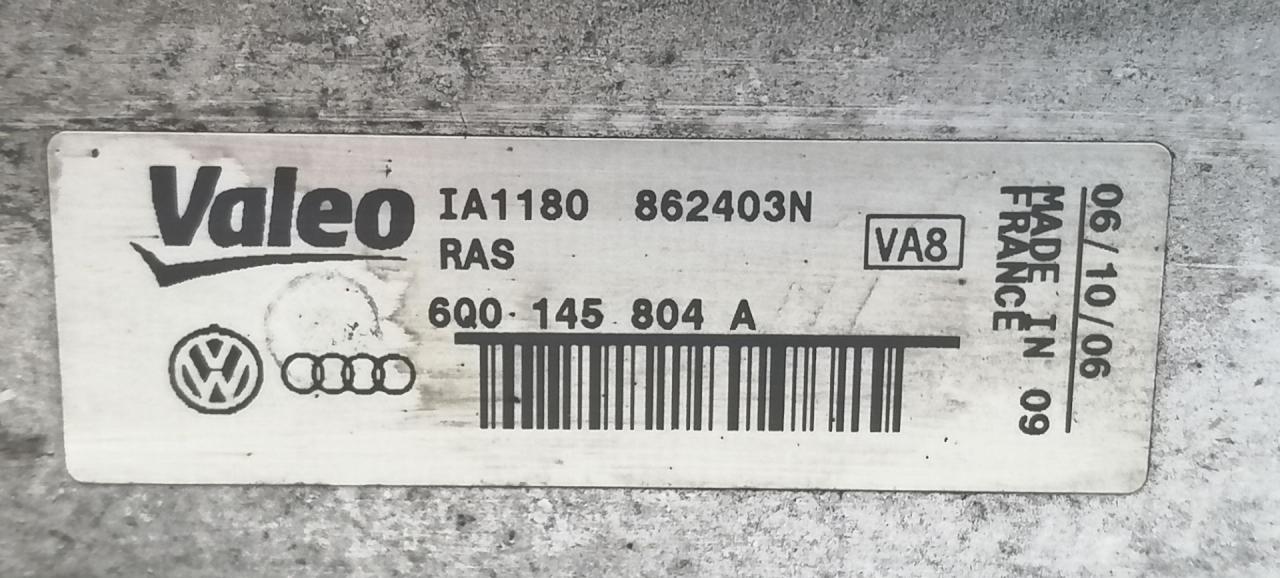 Valeo
IA1180 862403N
RAS
VA8
6Q0 145 804 A
MADE IN 09
FRANCE
06/10/06